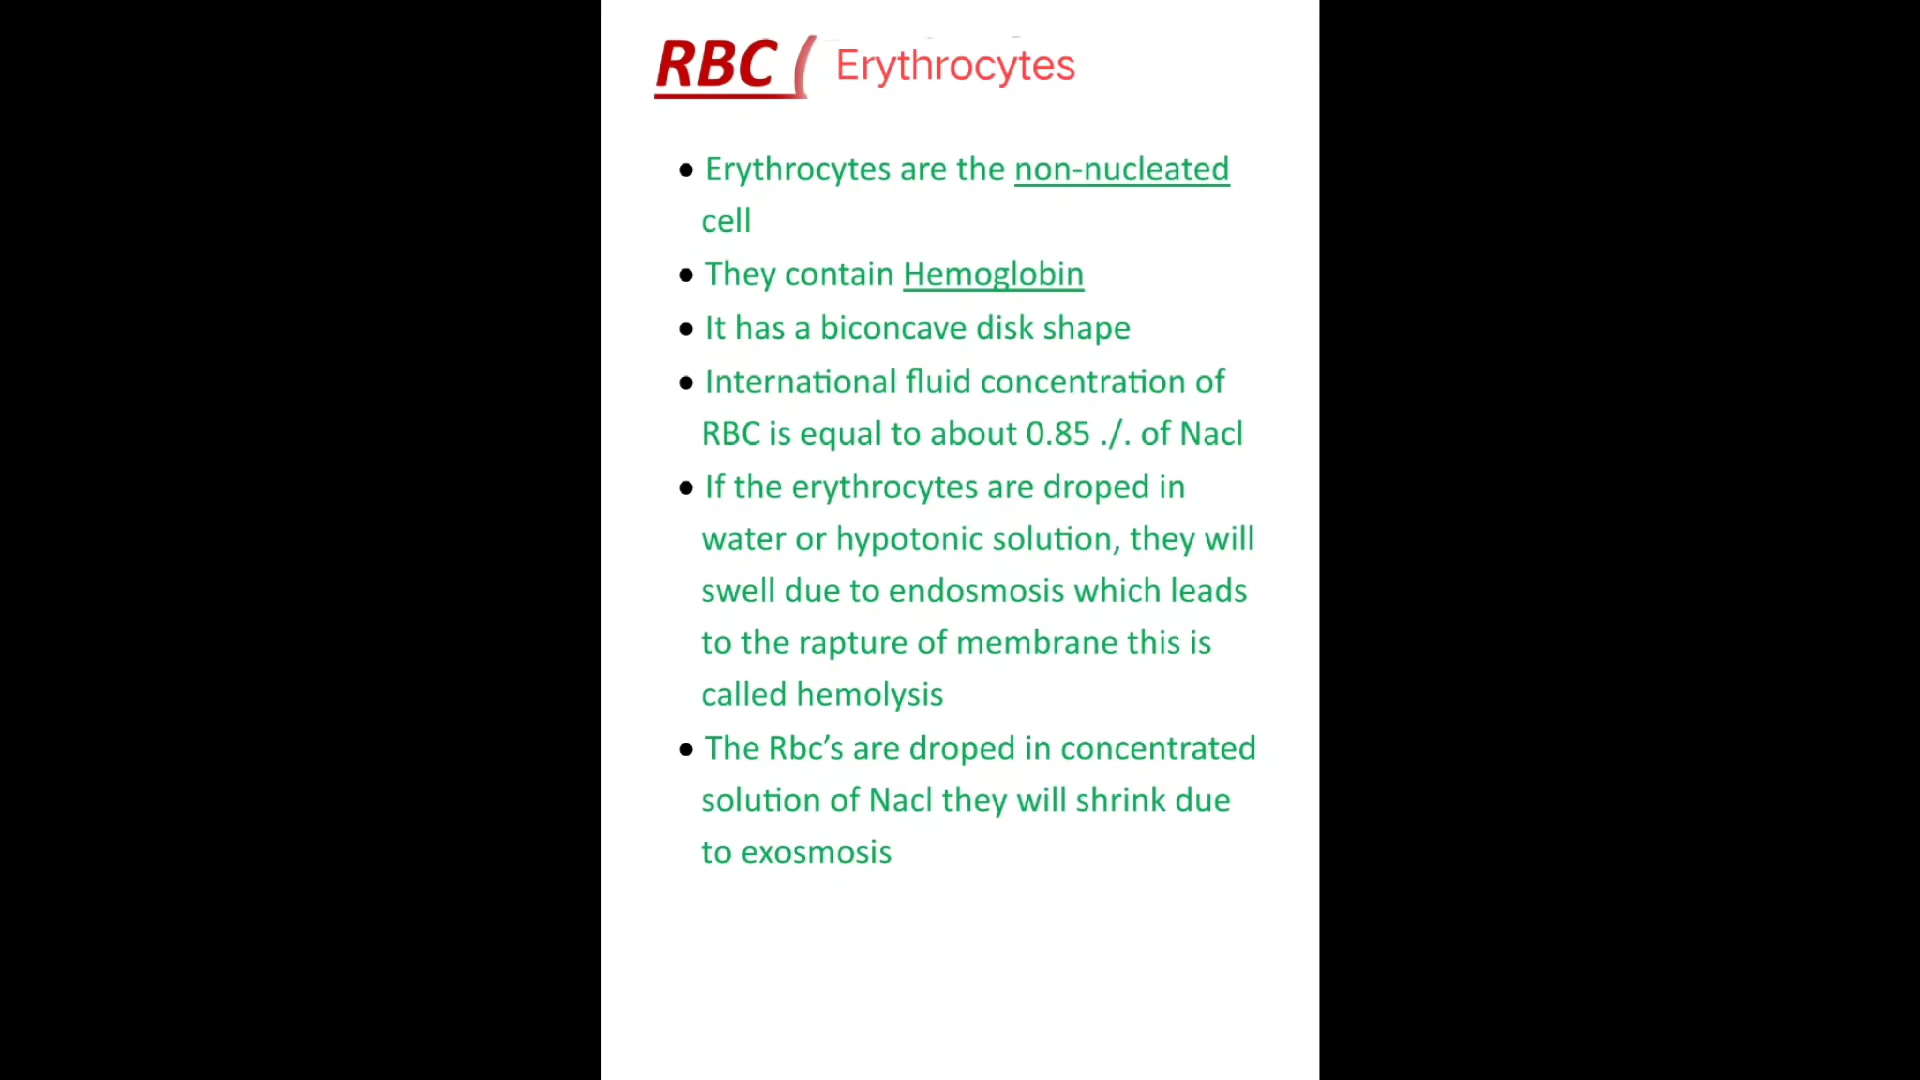 RBC ( Erythrocytes
• Erythrocytes are the non-nucleated
cell
• They contain Hemoglobin
• It has a biconcave disk shape
• International fluid concentration of
RBC is equal to about 0.85 ./. of Nacl
• If the erythrocytes are droped in
water or hypotonic solution, they will
swell due to endosmosis which leads
to the rapture of membrane this is
called hemolysis
• The Rbc’s are droped in concentrated
solution of Nacl they will shrink due
to exosmosis